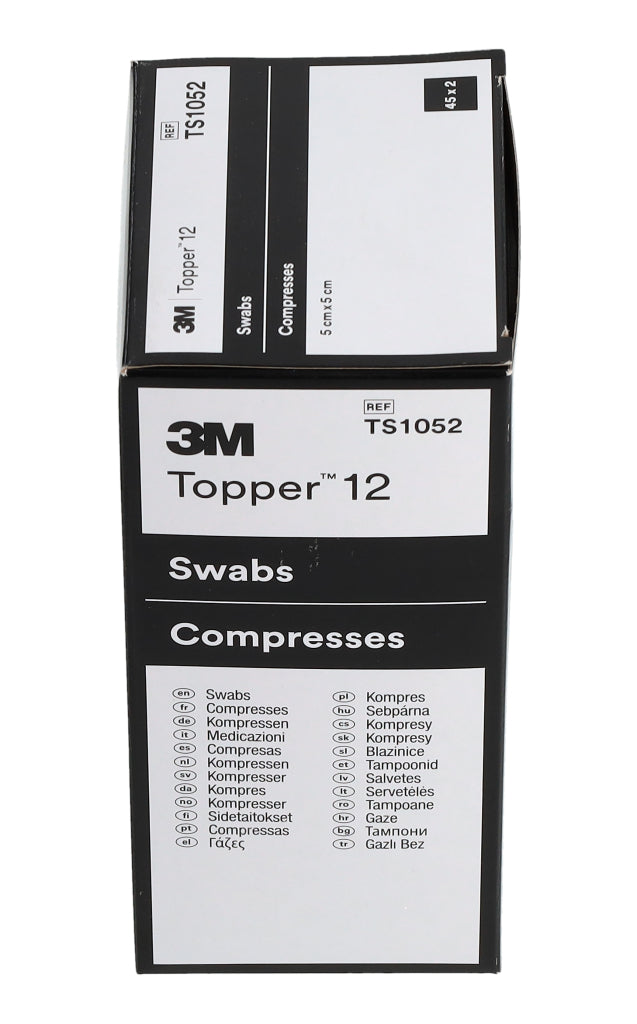 REF
TS1052
3M | Topper™ 12
Swabs
Compresses
5 cm x 5 cm
45 x 2
3M
REF
TS1052
Topper™ 12
Swabs
Compresses
en Swabs
fr Compresses
de Kompressen
it Medicazioni
es Compresas
nl Kompressen
sv Kompresser
da Kompres
no Kompresser
fi Sidetaitokset
pt Compressas
el Γάζες
pl Kompres
hu Sebpárna
cs Kompresy
sk Kompresy
sl Blazinice
et Tampoonid
lv Salvetes
lt Servetėlės
ro Tampoane
hr Gaze
bg Тампони
tr Gazlı Bez